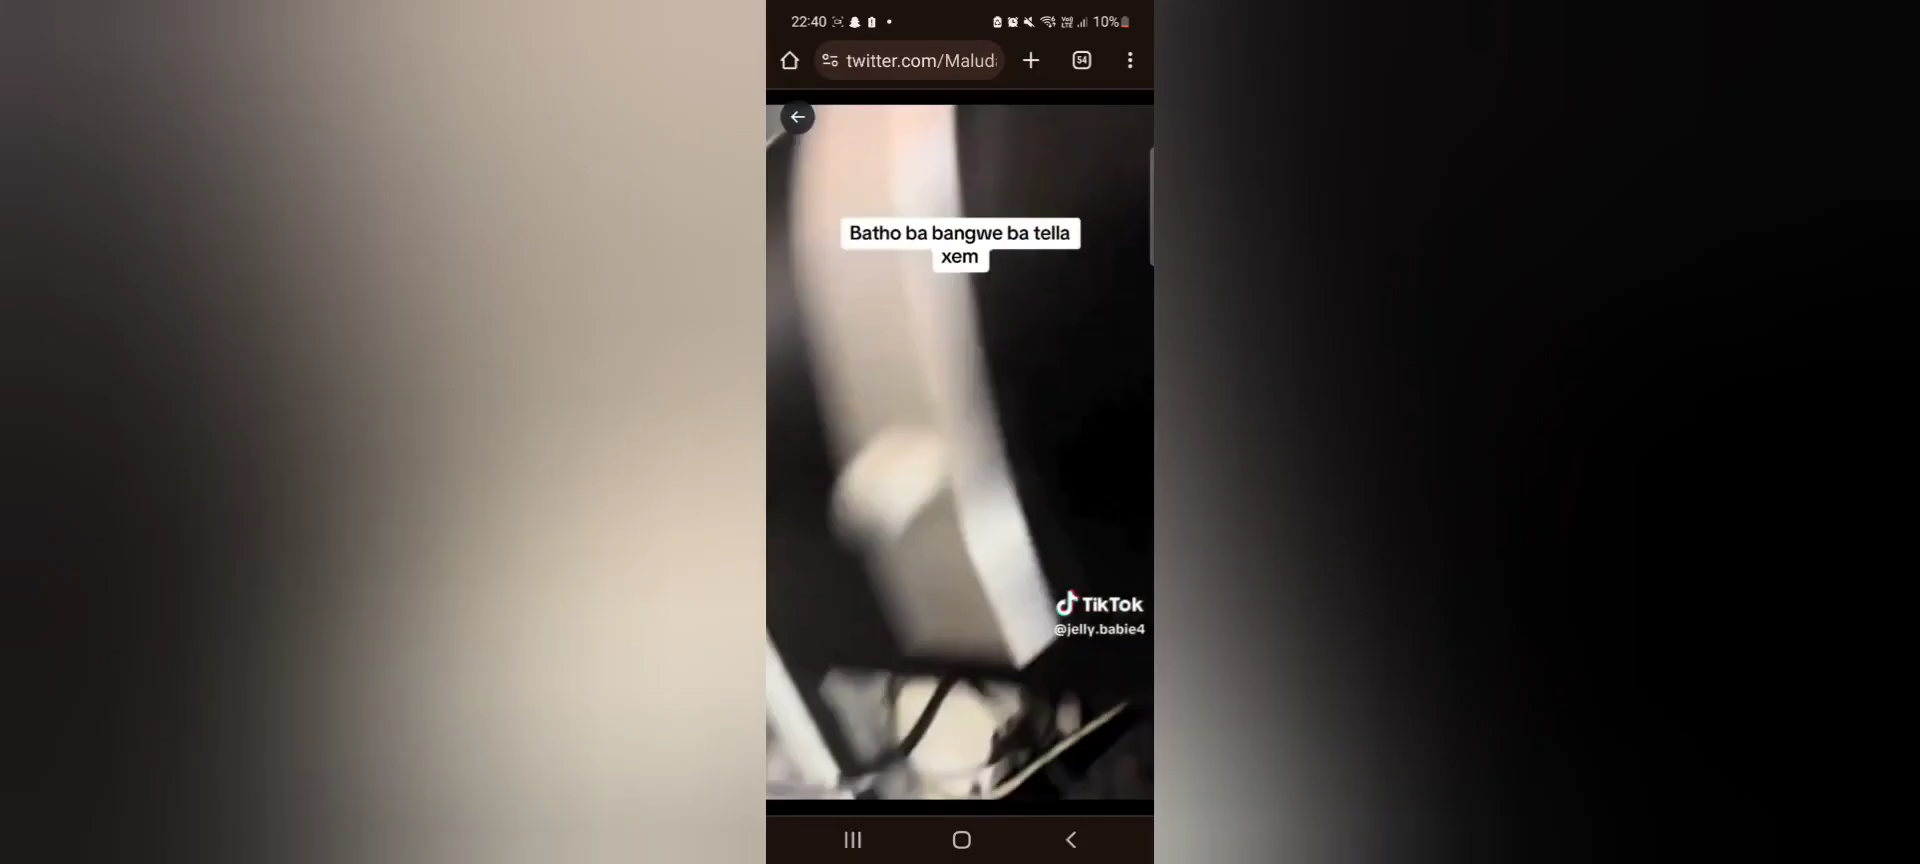 22:40
10%
twitter.com/Malud
54
Batho ba bangwe ba tella
xem
TikTok
@jelly.babie4